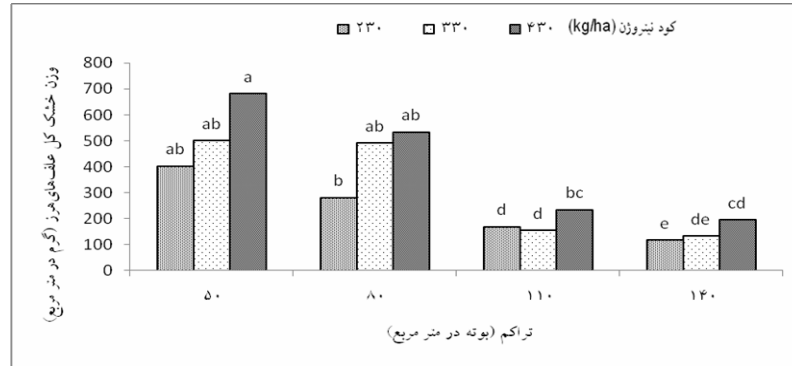 کود نیتروژن (kg/ha) ۴۳۰ ۳۳۰ ۲۳۰
وزن خشک کل علف‌های‌هرز (گرم در متر مربع)
800
700
600
500
400
300
200
100
0
ab ab a
b ab ab
d d bc
e de cd
۵۰ ۸۰ ۱۱۰ ۱۴۰
تراکم (بوته در متر مربع)